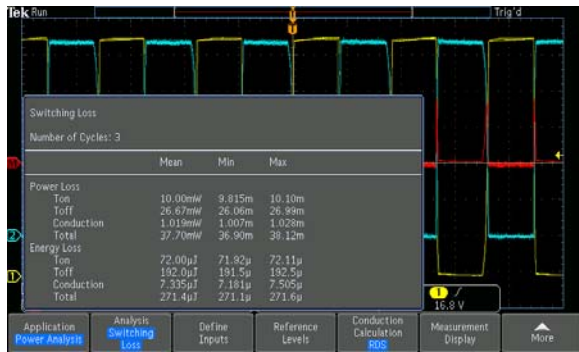 Tek Run Trig'd
Switching Loss
Number of Cycles: 3
Mean Min Max
Power Loss
Ton 10.00mW 9.815m 10.10m
Toff 26.67mW 26.06m 26.99m
Conduction 1.019mW 1.007m 1.028m
Total 37.70mW 36.90m 38.12m
Energy Loss
Ton 72.00µJ 71.92µ 72.11µ
Toff 192.0µJ 191.5µ 192.5µ
Conduction 7.335µJ 7.181µ 7.505µ
Total 271.4µJ 271.1µ 271.6µ
M
2
1
1
16.8 V
Application
Power Analysis
Analysis
Switching
Loss
Define
Inputs
Reference
Levels
Conduction
Calculation
RDS
Measurement
Display
More